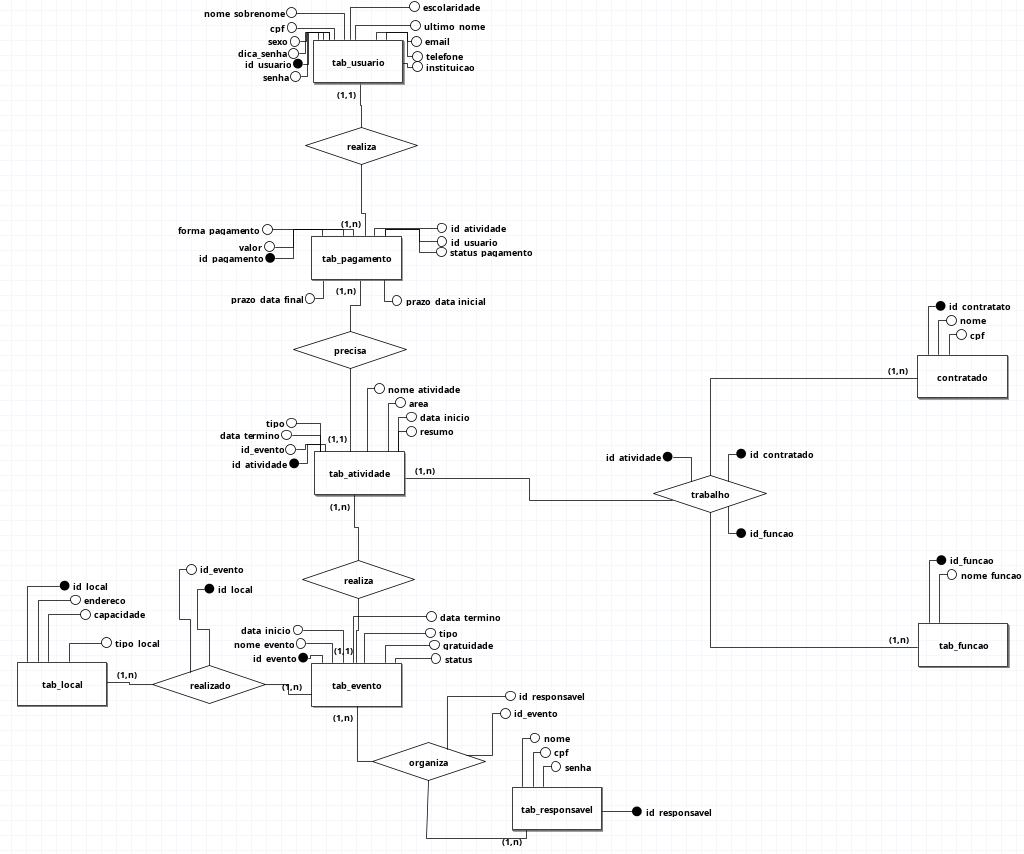 escolaridade
nome sobrenome
ultimo nome
cpf
sexo
email
dica_senha
telefone
id usuario
tab_usuario
instituicao
senha
(1,1)
realiza
(1,n)
forma pagamento
id atividade
id usuario
valor
status pagamento
id pagamento
tab_pagamento
(1,n)
prazo data final
prazo data inicial
id contratato
nome
cpf
precisa
(1,n)
contratado
nome atividade
area
data inicio
tipo
resumo
data termino
(1,1)
id_evento
id contratado
id atividade
id atividade
tab_atividade
(1,n)
trabalho
(1,n)
id_funcao
id_funcao
id_evento
nome funcao
realiza
id local
id local
endereco
capacidade
data termino
data inicio
tipo
(1,n)
nome evento
gratuidade
tab_funcao
tipo local
(1,1)
id evento
status
(1,n)
tab_local
realizado
(1,n)
tab_evento
id responsavel
(1,n)
id_evento
nome
cpf
organiza
senha
tab_responsavel
id responsavel
(1,n)